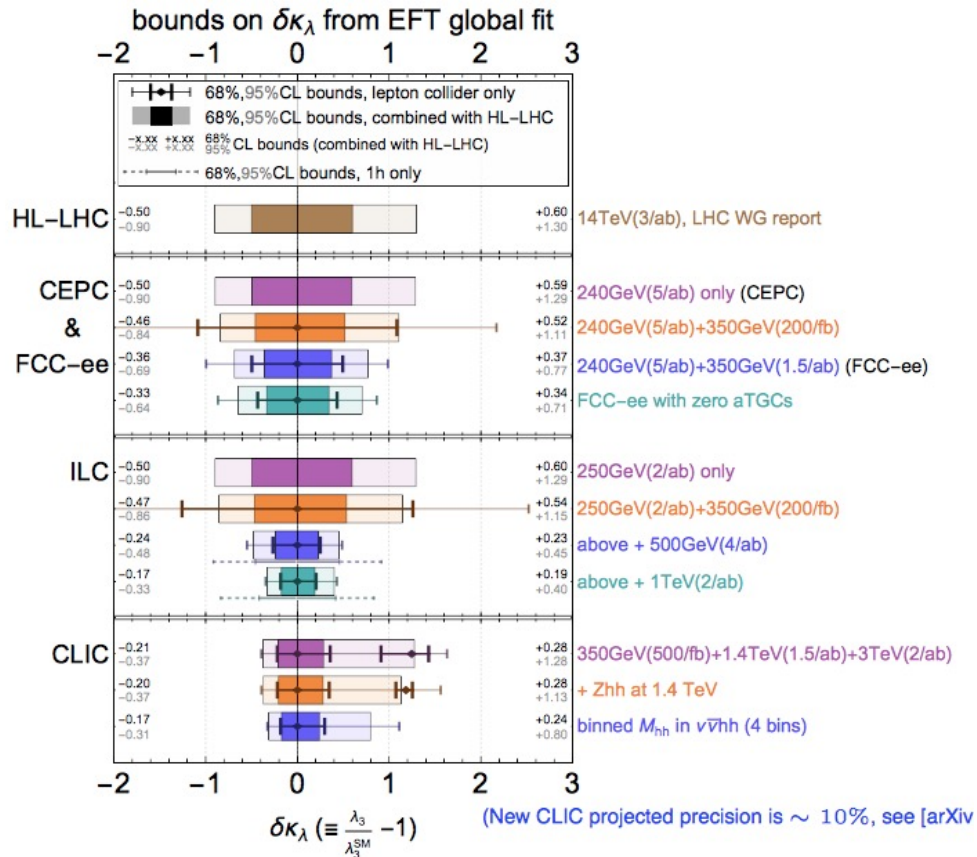 bounds on δκλ from EFT global fit
-2 -1 0 1 2 3
68%,95%CL bounds, lepton collider only
68%,95%CL bounds, combined with HL-LHC
-x.xx +x.xx 68% CL bounds (combined with HL-LHC)
-x.xx +x.xx 95%
68%,95%CL bounds, 1h only
HL-LHC -0.50 +0.60 14TeV(3/ab), LHC WG report
-0.90 +1.30
CEPC -0.50 +0.59 240GeV(5/ab) only (CEPC)
-0.90 +1.29
& -0.46 +0.52 240GeV(5/ab)+350GeV(200/fb)
-0.84 +1.11
FCC-ee -0.36 +0.37 240GeV(5/ab)+350GeV(1.5/ab) (FCC-ee)
-0.69 +0.77
-0.33 +0.34 FCC-ee with zero aTGCs
-0.64 +0.71
ILC -0.50 +0.60 250GeV(2/ab) only
-0.90 +1.29
-0.47 +0.54 250GeV(2/ab)+350GeV(200/fb)
-0.86 +1.15
-0.24 +0.23 above + 500GeV(4/ab)
-0.48 +0.45
-0.17 +0.19 above + 1TeV(2/ab)
-0.33 +0.40
CLIC -0.21 +0.28 350GeV(500/fb)+1.4TeV(1.5/ab)+3TeV(2/ab)
-0.37 +1.28
-0.20 +0.28 + Zhh at 1.4 TeV
-0.37 +1.13
-0.17 +0.24 binned Mhh in νν̄hh (4 bins)
-0.31 +0.80
-2 -1 0 1 2 3
δκλ (≡ λ3/λ3SM -1)
(New CLIC projected precision is ∼ 10%, see [arXiv